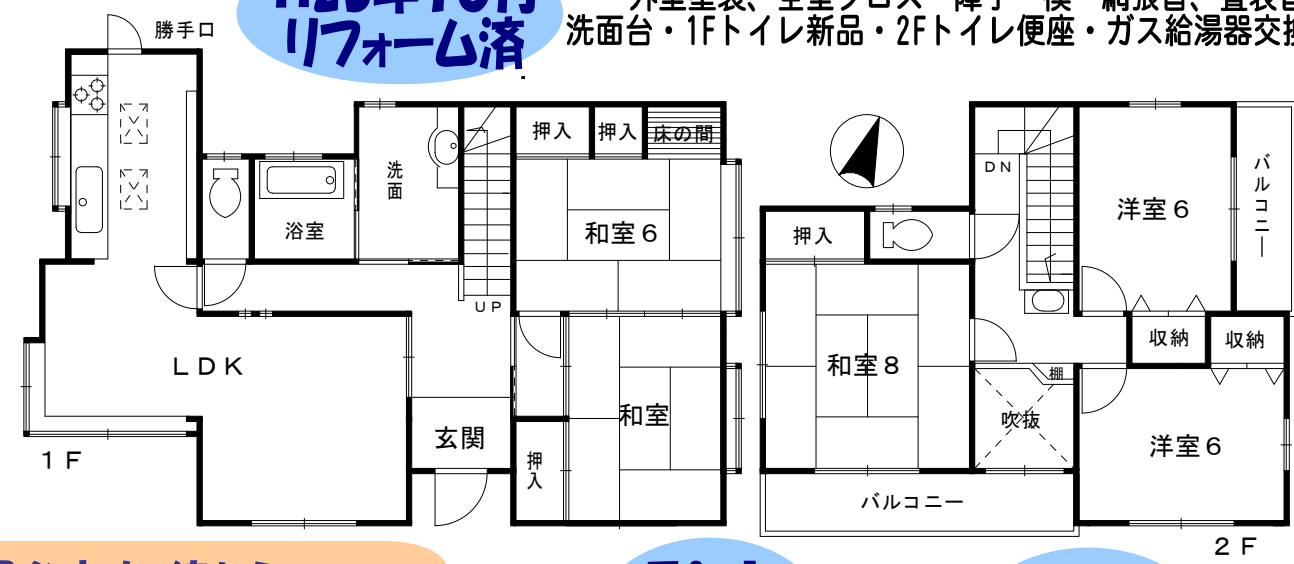 リフォーム済
洗面台・1Fトイレ新品・2Fトイレ便座・ガス給湯器交換
勝手口
押入
押入
床の間
洗面
浴室
和室６
UP
LDK
和室
玄関
押入
1F
DN
洋室６
バルコニー
押入
収納
収納
和室８
棚
吹抜
洋室６
バルコニー
2F